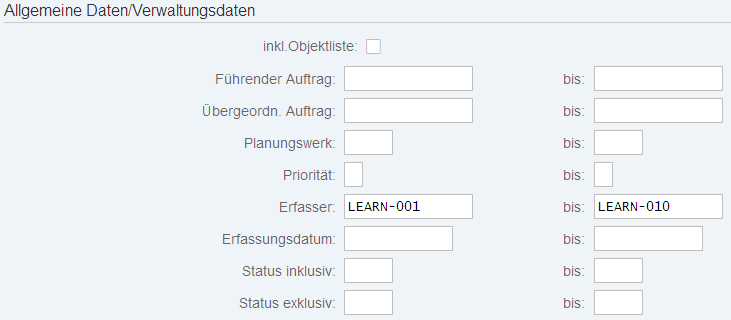 Allgemeine Daten/Verwaltungsdaten
inkl.Objektliste:
Führender Auftrag: bis:
Übergeordn. Auftrag: bis:
Planungswerk: bis:
Priorität: bis:
Erfasser: LEARN-001 bis: LEARN-010
Erfassungsdatum: bis:
Status inklusiv: bis:
Status exklusiv: bis: